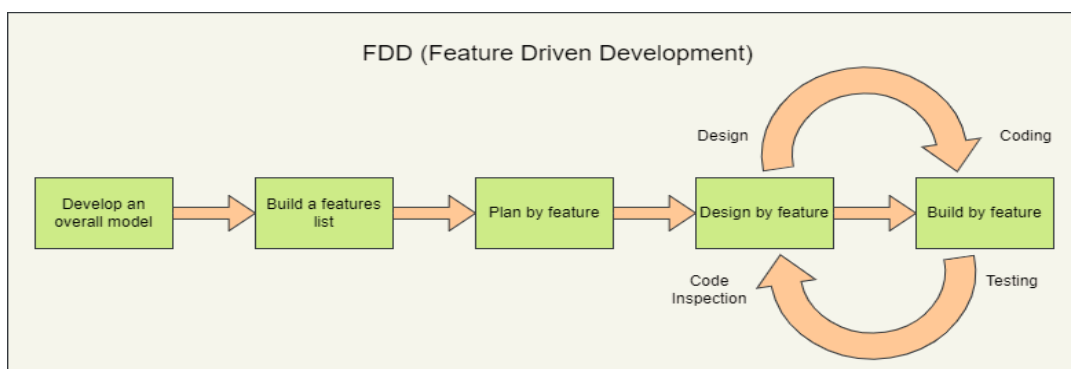 FDD (Feature Driven Development)
Design
Coding
Develop an
overall model
Build a features
list
Plan by feature
Design by feature
Build by feature
Code
Inspection
Testing